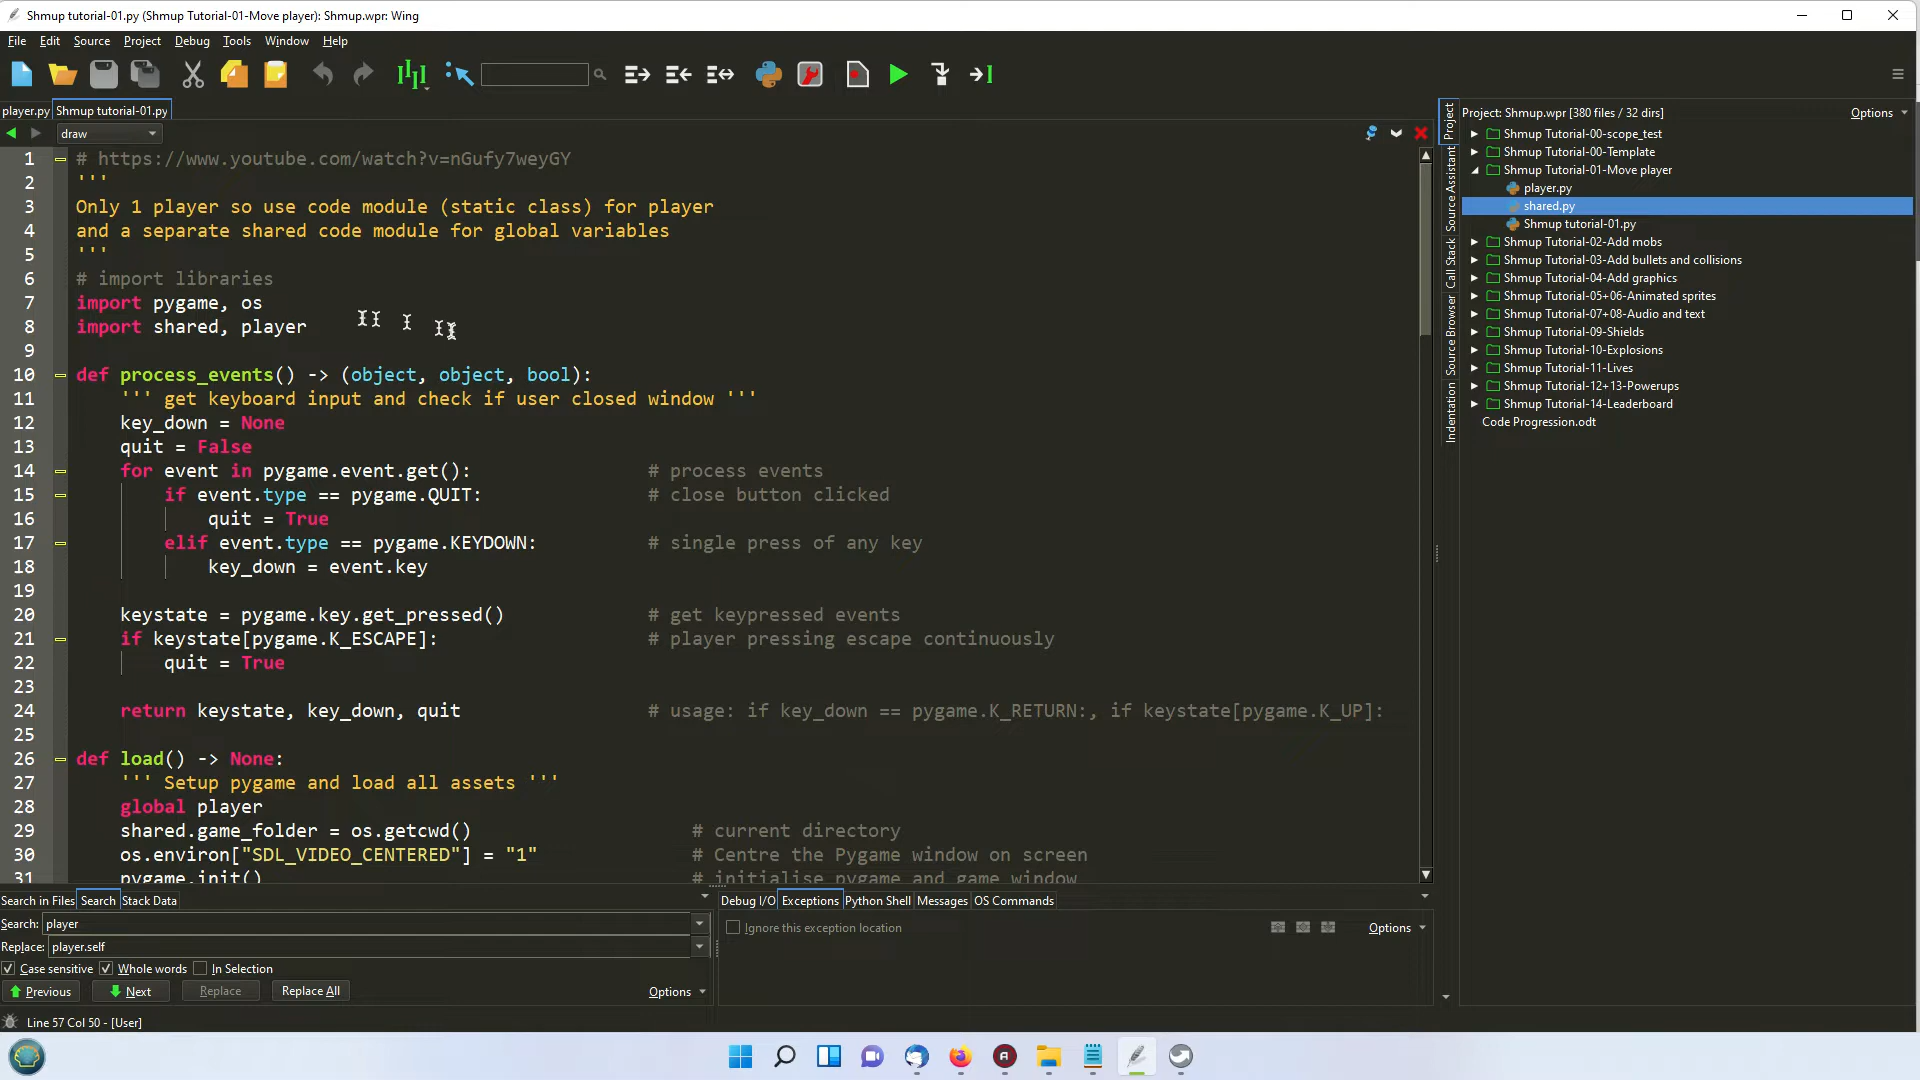 Shmup tutorial-01.py (Shmup Tutorial-01-Move player): Shmup.wpr: Wing
File Edit Source Project Debug Tools Window Help
player.py Shmup tutorial-01.py
draw
1 # https://www.youtube.com/watch?v=nGufy7weyGY
2 '''
3 Only 1 player so use code module (static class) for player
4 and a separate shared code module for global variables
5 '''
6 # import libraries
7 import pygame, os
8 import shared, player
9
10 def process_events() -> (object, object, bool):
11 ''' get keyboard input and check if user closed window '''
12 key_down = None
13 quit = False
14 for event in pygame.event.get(): # process events
15 if event.type == pygame.QUIT: # close button clicked
16 quit = True
17 elif event.type == pygame.KEYDOWN: # single press of any key
18 key_down = event.key
19
20 keystate = pygame.key.get_pressed() # get keypressed events
21 if keystate[pygame.K_ESCAPE]: # player pressing escape continuously
22 quit = True
23
24 return keystate, key_down, quit # usage: if key_down == pygame.K_RETURN:, if keystate[pygame.K_UP]:
25
26 def load() -> None:
27 ''' Setup pygame and load all assets '''
28 global player
29 shared.game_folder = os.getcwd() # current directory
30 os.environ["SDL_VIDEO_CENTERED"] = "1" # Centre the Pygame window on screen
31 pygame.init() # initialise pygame and game window
Project
Source Assistant
Call Stack
Source Browser
Indentation
Project: Shmup.wpr [380 files / 32 dirs] Options
Shmup Tutorial-00-scope_test
Shmup Tutorial-00-Template
Shmup Tutorial-01-Move player
player.py
shared.py
Shmup tutorial-01.py
Shmup Tutorial-02-Add mobs
Shmup Tutorial-03-Add bullets and collisions
Shmup Tutorial-04-Add graphics
Shmup Tutorial-05+06-Animated sprites
Shmup Tutorial-07+08-Audio and text
Shmup Tutorial-09-Shields
Shmup Tutorial-10-Explosions
Shmup Tutorial-11-Lives
Shmup Tutorial-12+13-Powerups
Shmup Tutorial-14-Leaderboard
Code Progression.odt
Search in Files Search Stack Data
Search: player
Replace: player.self
Case sensitive Whole words In Selection
Previous Next Replace Replace All Options
Debug I/O Exceptions Python Shell Messages OS Commands
Ignore this exception location Options
Line 57 Col 50 - [User]